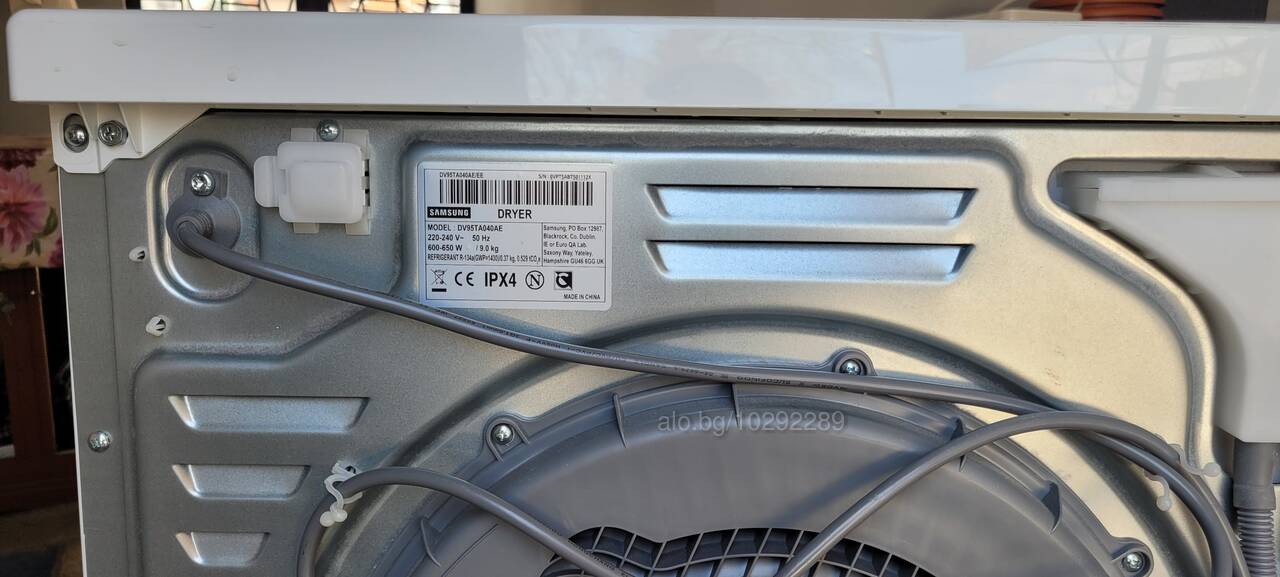 DV95TA040AE/EE
SAMSUNG DRYER
MODEL : DV95TA040AE
220-240 V~ 50 Hz
600-650 W / 9.0 kg
REFRIGERANT R-134a(GWP=1430)/0.37 kg, 0.529 tCO₂e
Samsung, PO Box 12987,
Blackrock, Co. Dublin.
IE or Euro QA Lab.
Saxony Way, Yateley.
Hampshire GU46 6GG UK
CE IPX4 N
MADE IN CHINA
alo.bg/10292289